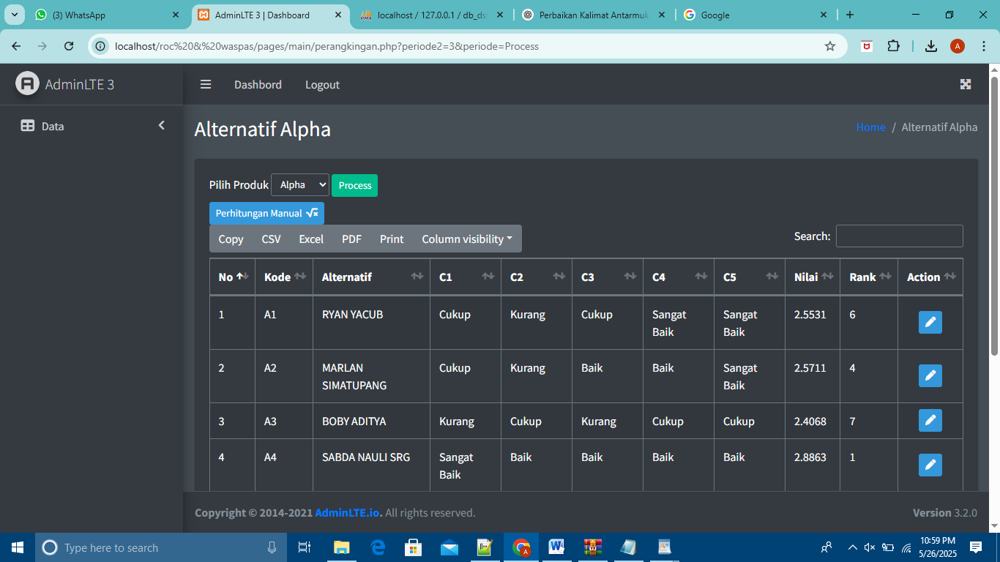 (3) WhatsApp
AdminLTE 3 | Dashboard
localhost / 127.0.0.1 / db_ds
Perbaikan Kalimat Antarmuk
Google
localhost/roc%20&%20waspas/pages/main/perangkingan.php?periode2=3&periode=Process
A
AdminLTE 3
Dashbord
Logout
Data
Alternatif Alpha
Home / Alternatif Alpha
Pilih Produk Alpha Process
Perhitungan Manual
Copy CSV Excel PDF Print Column visibility
Search:
No Kode Alternatif C1 C2 C3 C4 C5 Nilai Rank Action
1 A1 RYAN YACUB Cukup Kurang Cukup Sangat Baik Sangat Baik 2.5531 6
2 A2 MARLAN SIMATUPANG Cukup Kurang Baik Baik Sangat Baik 2.5711 4
3 A3 BOBY ADITYA Kurang Cukup Kurang Cukup Cukup 2.4068 7
4 A4 SABDA NAULI SRG Sangat Baik Baik Baik Baik Baik 2.8863 1
Copyright © 2014-2021 AdminLTE.io. All rights reserved.
Version 3.2.0
Type here to search
10:59 PM
5/26/2025